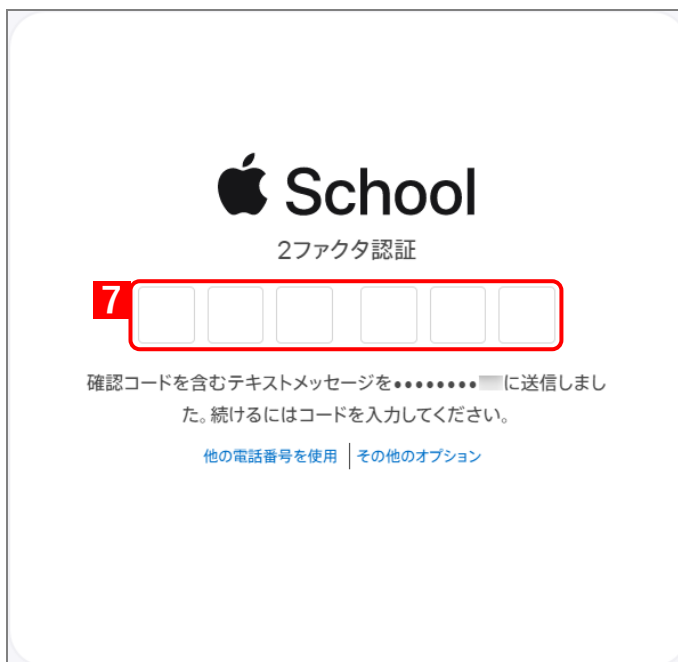 School
2ファクタ認証
7
確認コードを含むテキストメッセージを••••••••に送信しまし
た。続けるにはコードを入力してください。
他の電話番号を使用 その他のオプション